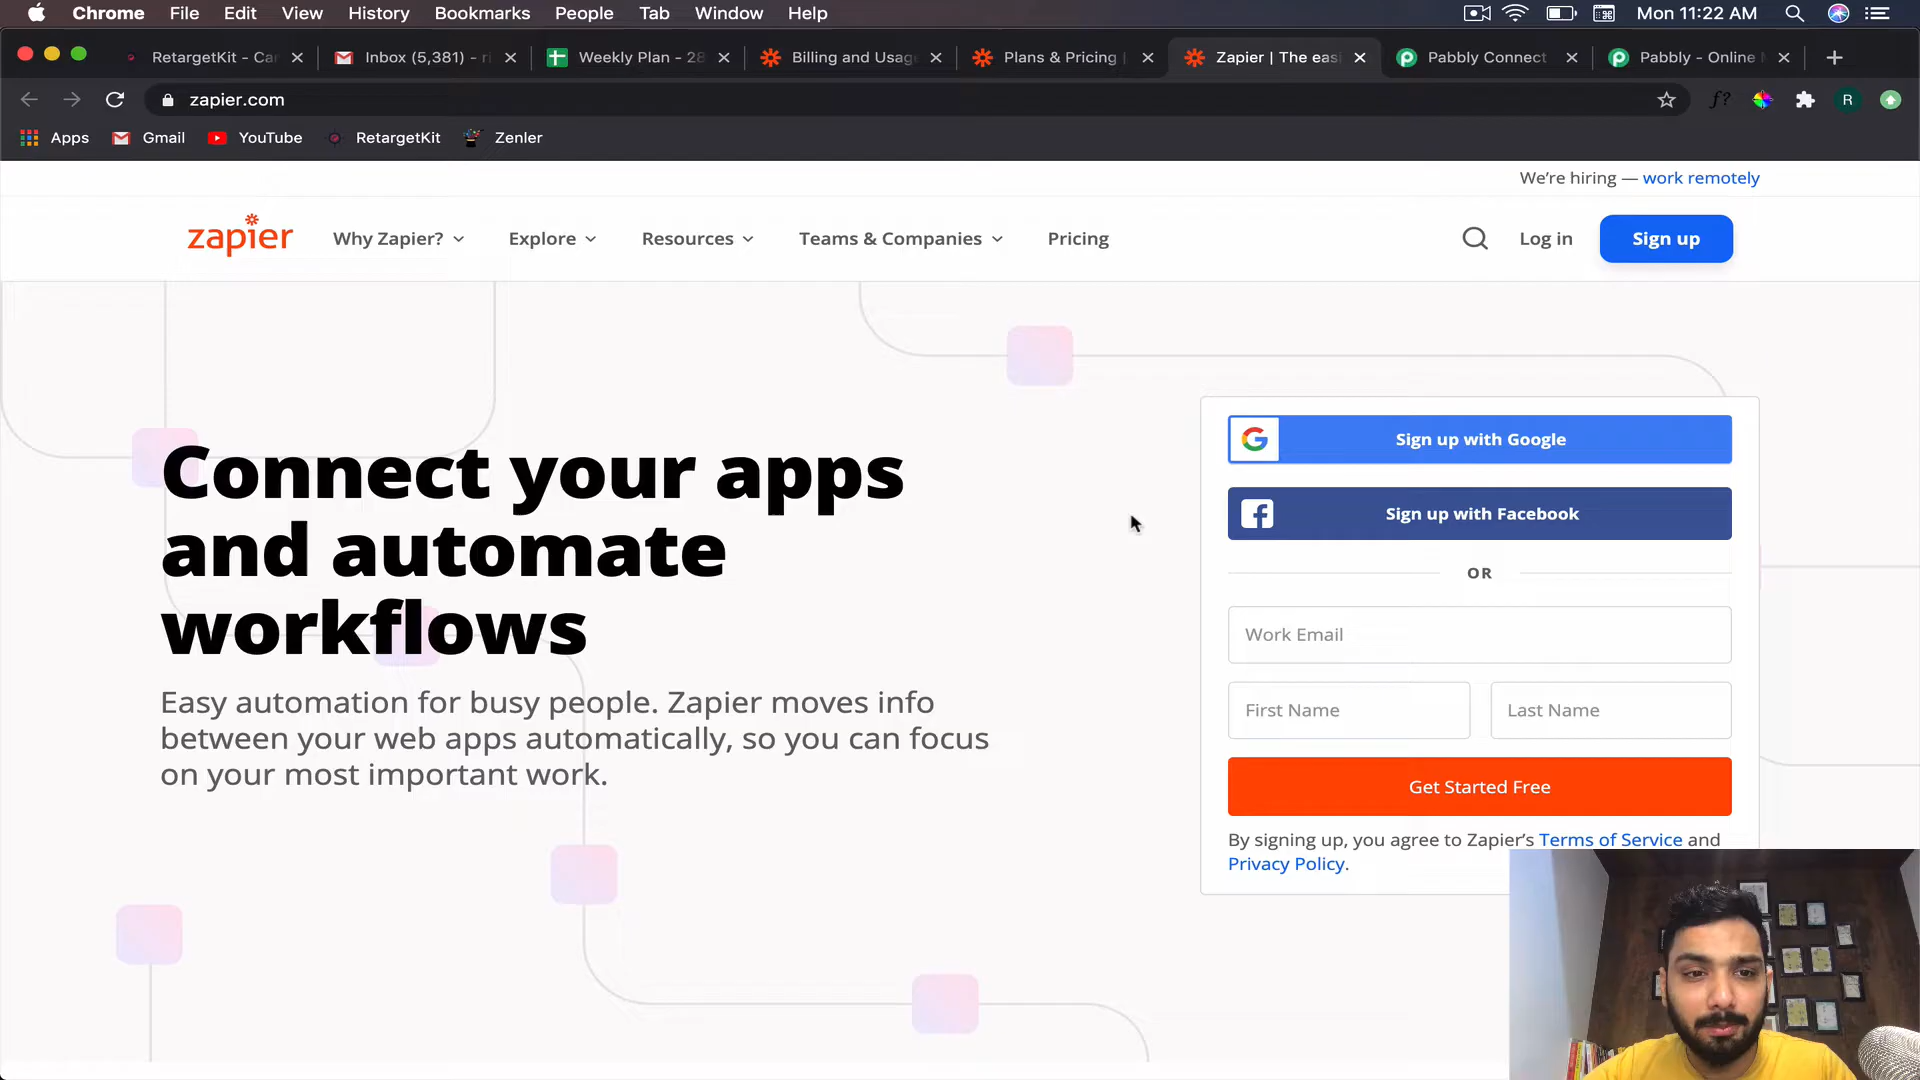 Chrome File Edit View History Bookmarks People Tab Window Help Mon 11:22 AM
RetargetKit - Ca Inbox (5,381) - ri Weekly Plan - 28 Billing and Usag Plans & Pricing | Zapier | The easi Pabbly Connect Pabbly - Online M
zapier.com f? R
Apps Gmail YouTube RetargetKit Zenler
We're hiring — work remotely
zapier Why Zapier? Explore Resources Teams & Companies Pricing Log in Sign up
Connect your apps
and automate
workflows
Easy automation for busy people. Zapier moves info
between your web apps automatically, so you can focus
on your most important work.
Sign up with Google
Sign up with Facebook
OR
Work Email
First Name Last Name
Get Started Free
By signing up, you agree to Zapier's Terms of Service and
Privacy Policy.